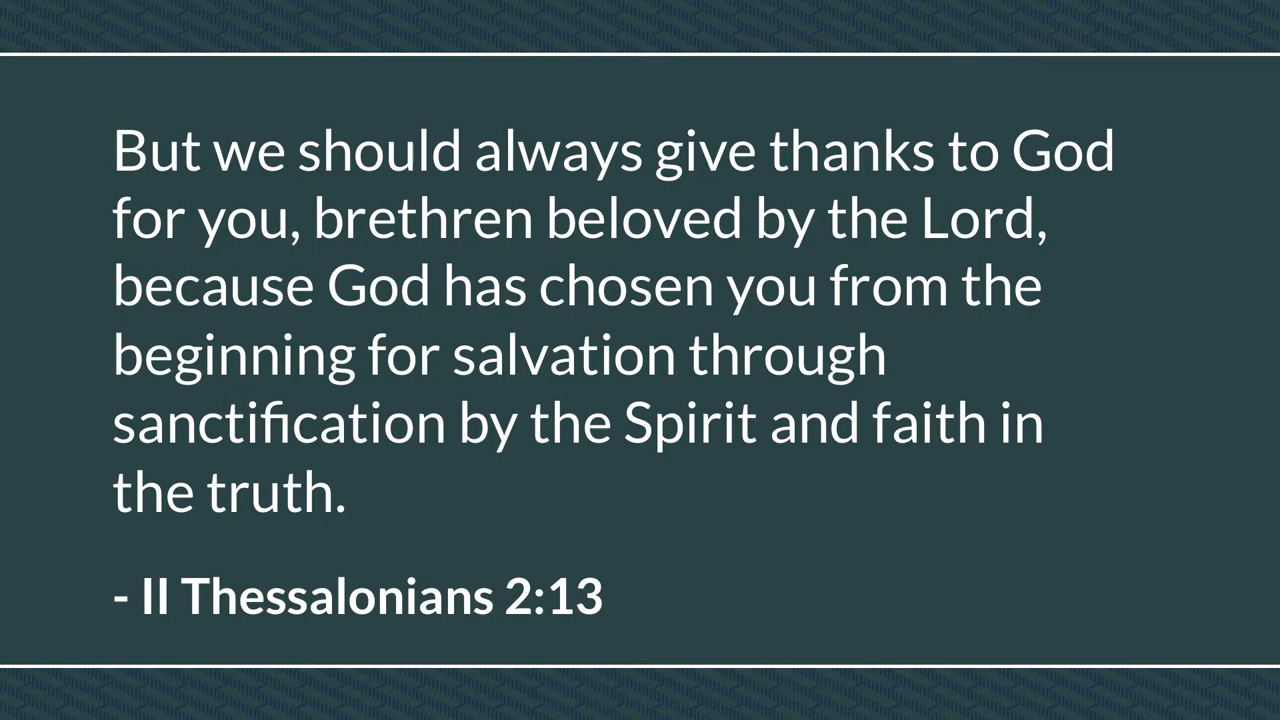 But we should always give thanks to God
for you, brethren beloved by the Lord,
because God has chosen you from the
beginning for salvation through
sanctification by the Spirit and faith in
the truth.
- II Thessalonians 2:13